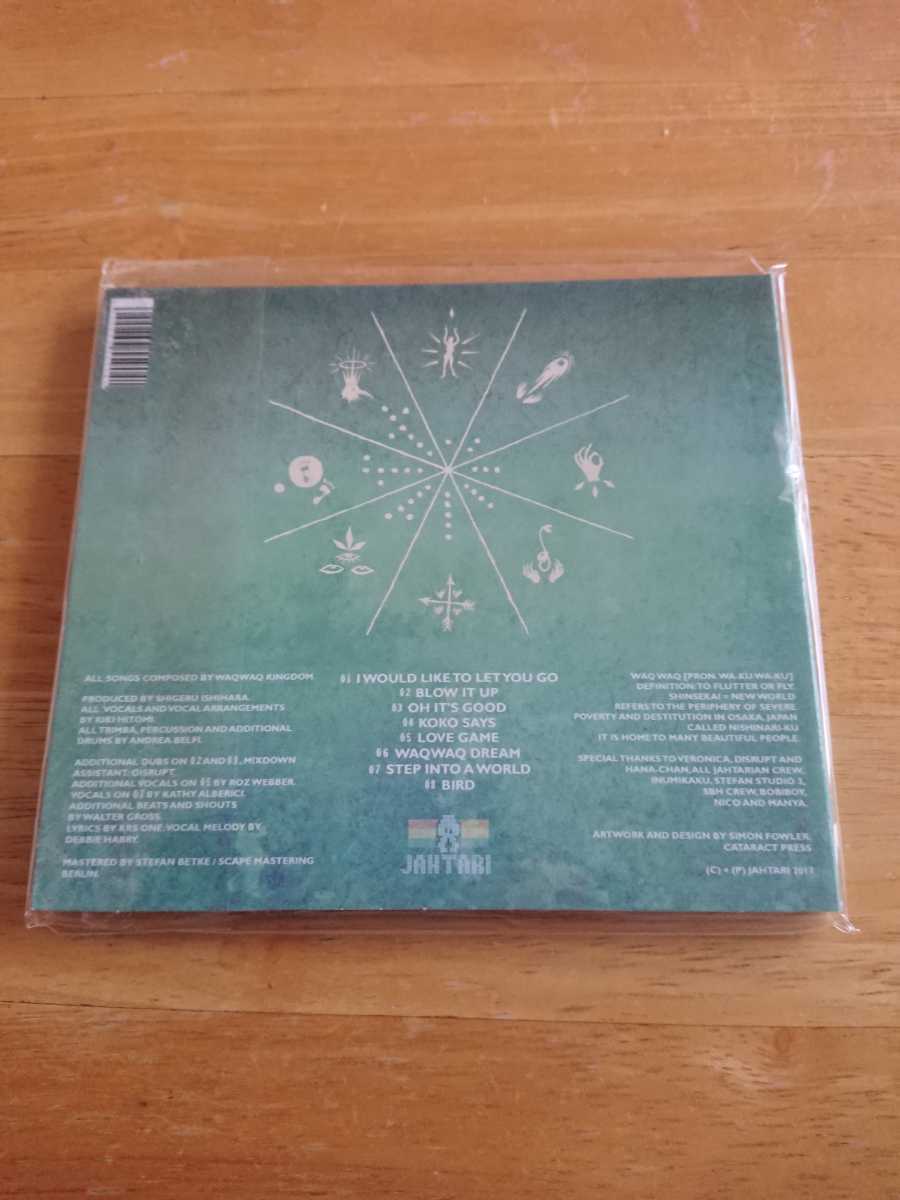 ALL SONGS COMPOSED BY WAQWAQ KINGDOM
PRODUCED BY SHIGERU ISHIHARA.
ALL VOCALS AND VOCAL ARRANGEMENTS
BY KIKI HITOMI.
ALL TRIMBA, PERCUSSION AND ADDITIONAL
DRUMS BY ANDREA BELFI.
ADDITIONAL DUBS ON 02 AND 03, MIXDOWN
ASSISTANT: DISRUPT.
ADDITIONAL VOCALS ON 05 BY ROZ WEBBER.
VOCALS ON 07 BY KATHY ALBERICI.
ADDITIONAL BEATS AND SHOUTS
BY WALTER GROSS.
LYRICS BY KRS ONE. VOCAL MELODY BY
DEBBIE HARRY.
MASTERED BY STEFAN BETKE / SCAPE MASTERING
BERLIN.
01 I WOULD LIKE TO LET YOU GO
02 BLOW IT UP
03 OH IT'S GOOD
04 KOKO SAYS
05 LOVE GAME
06 WAQWAQ DREAM
07 STEP INTO A WORLD
08 BIRD
JAHTARI
WAQ WAQ [PRON. WA-KU WA-KU]
DEFINITION: TO FLUTTER OR FLY.
SHINSEKAI = NEW WORLD
REFERS TO THE PERIPHERY OF SEVERE
POVERTY AND DESTITUTION IN OSAKA, JAPAN
CALLED NISHINARI-KU
IT IS HOME TO MANY BEAUTIFUL PEOPLE.
SPECIAL THANKS TO VERONICA, DISRUPT AND
HANA-CHAN, ALL JAHTARIAN CREW,
INUMIKAKU, STEFAN STUDIO 2,
SBH CREW, BOBIBOY,
NICO AND MANYA.
ARTWORK AND DESIGN BY SIMON FOWLER,
CATARACT PRESS
(C) + (P) JAHTARI 2017